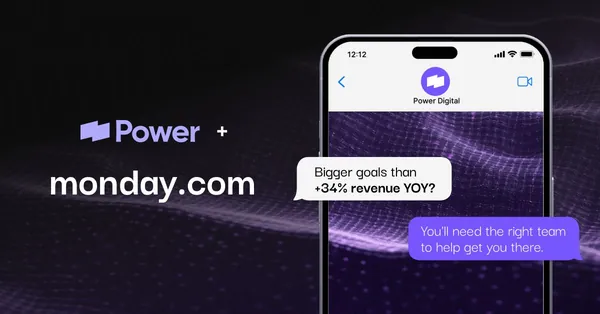 Power +
monday.com
12:12
Power Digital
Bigger goals than
+34% revenue YOY?
You'll need the right team
to help get you there.